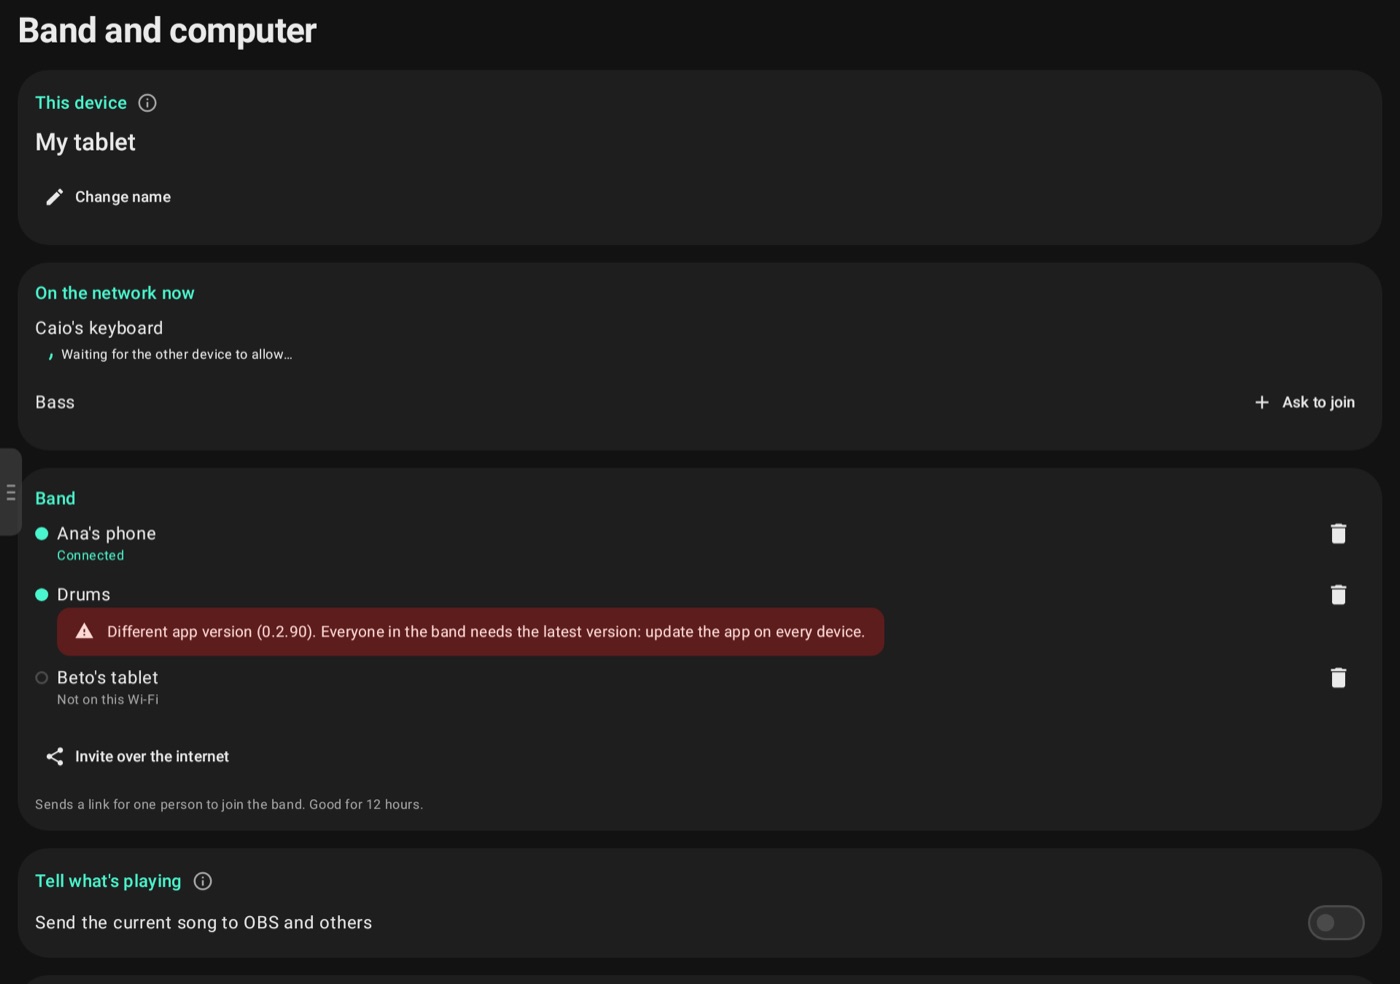 Band and computer
This device
My tablet
Change name
On the network now
Caio's keyboard
Waiting for the other device to allow...
Bass
Ask to join
Band
Ana's phone
Connected
Drums
Different app version (0.2.90). Everyone in the band needs the latest version: update the app on every device.
Beto's tablet
Not on this Wi-Fi
Invite over the internet
Sends a link for one person to join the band. Good for 12 hours.
Tell what's playing
Send the current song to OBS and others